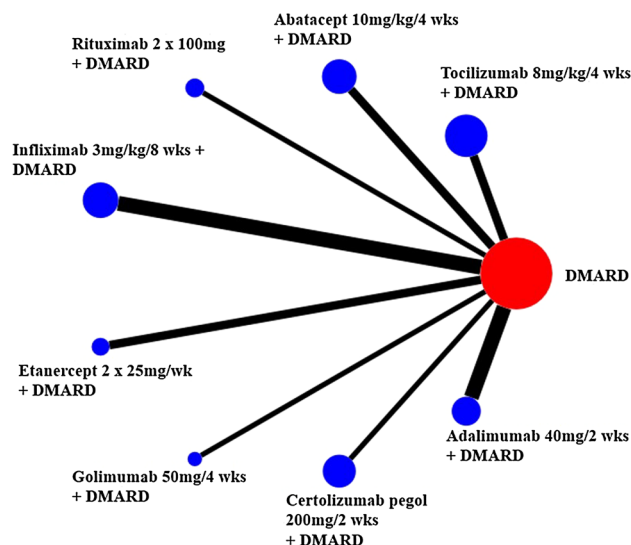 Abatacept 10mg/kg/4 wks
+ DMARD
Rituximab 2 x 100mg
+ DMARD
Tocilizumab 8mg/kg/4 wks
+ DMARD
Infliximab 3mg/kg/8 wks +
DMARD
DMARD
Etanercept 2 x 25mg/wk
+ DMARD
Adalimumab 40mg/2 wks
+ DMARD
Golimumab 50mg/4 wks
+ DMARD
Certolizumab pegol
200mg/2 wks
+ DMARD